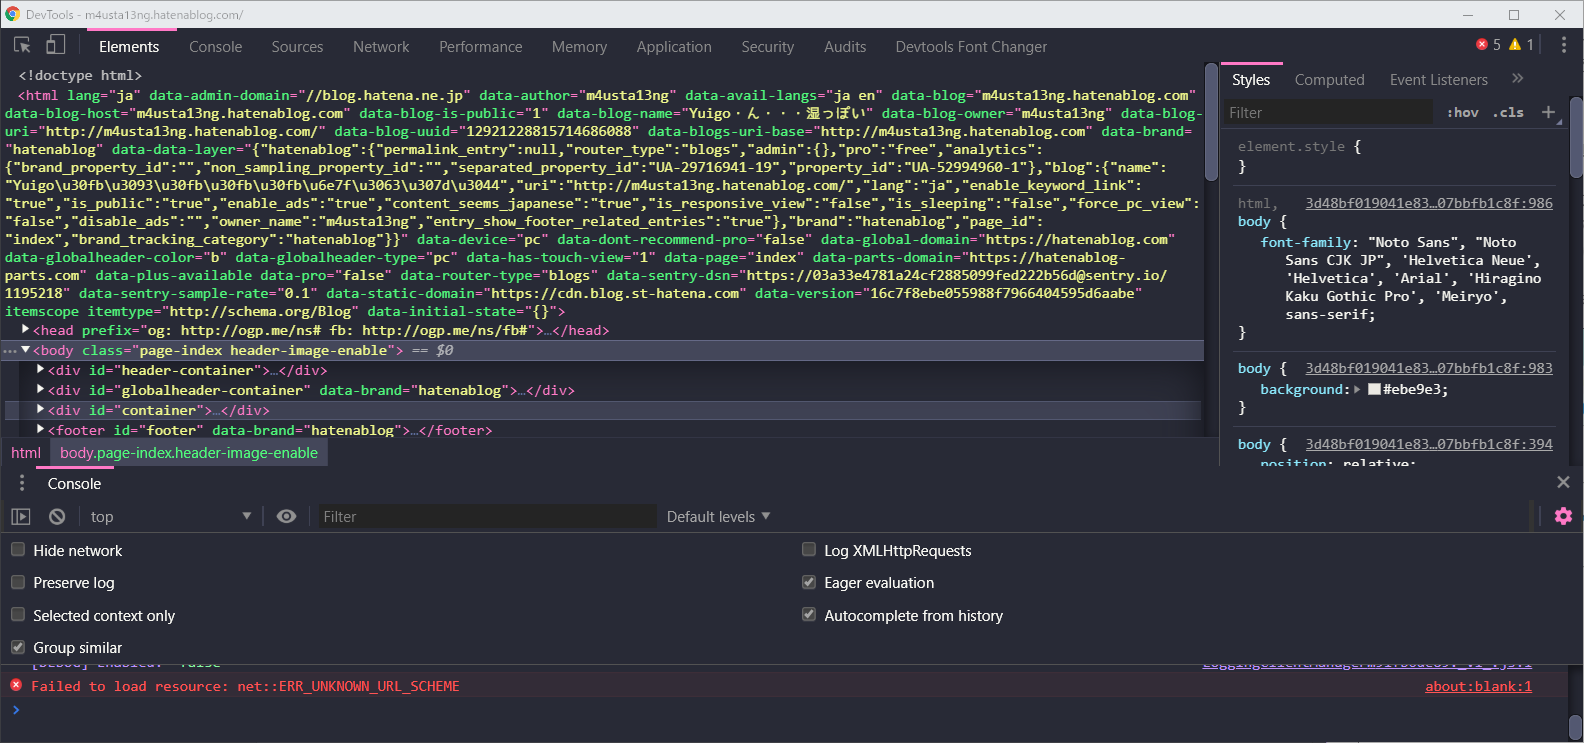 DevTools - m4usta13ng.hatenablog.com/
Elements Console Sources Network Performance Memory Application Security Audits Devtools Font Changer 5 1
<!doctype html>
<html lang="ja" data-admin-domain="//blog.hatena.ne.jp" data-author="m4usta13ng" data-avail-langs="ja en" data-blog="m4usta13ng.hatenablog.com"
data-blog-host="m4usta13ng.hatenablog.com" data-blog-is-public="1" data-blog-name="Yuigo・ん・・・湿っぽい" data-blog-owner="m4usta13ng" data-blog-
uri="http://m4usta13ng.hatenablog.com/" data-blog-uuid="12921228815714686088" data-blogs-uri-base="http://m4usta13ng.hatenablog.com" data-brand=
"hatenablog" data-data-layer="{"hatenablog":{"permalink_entry":null,"router_type":"blogs","admin":{},"pro":"free","analytics":
{"brand_property_id":"","non_sampling_property_id":"","separated_property_id":"UA-29716941-19","property_id":"UA-52994960-1"},"blog":{"name":
"Yuigo\u30fb\u3093\u30fb\u30fb\u30fb\u6e7f\u3063\u307d\u3044","uri":"http://m4usta13ng.hatenablog.com/","lang":"ja","enable_keyword_link":
"true","is_public":"true","enable_ads":"true","content_seems_japanese":"true","is_responsive_view":"false","is_sleeping":"false","force_pc_view":
"false","disable_ads":"","owner_name":"m4usta13ng","entry_show_footer_related_entries":"true"},"brand":"hatenablog","page_id":
"index","brand_tracking_category":"hatenablog"}}" data-device="pc" data-dont-recommend-pro="false" data-global-domain="https://hatenablog.com"
data-globalheader-color="b" data-globalheader-type="pc" data-has-touch-view="1" data-page="index" data-parts-domain="https://hatenablog-
parts.com" data-plus-available data-pro="false" data-router-type="blogs" data-sentry-dsn="https://03a33e4781a24cf2885099fed222b56d@sentry.io/
1195218" data-sentry-sample-rate="0.1" data-static-domain="https://cdn.blog.st-hatena.com" data-version="16c7f8ebe055988f7966404595d6aabe"
itemscope itemtype="http://schema.org/Blog" data-initial-state="{}">
<head prefix="og: http://ogp.me/ns# fb: http://ogp.me/ns/fb#">…</head>
<body class="page-index header-image-enable"> == $0
<div id="header-container">…</div>
<div id="globalheader-container" data-brand="hatenablog">…</div>
<div id="container">…</div>
<footer id="footer" data-brand="hatenablog">…</footer>
html body.page-index.header-image-enable
Styles Computed Event Listeners »
Filter :hov .cls +
element.style {
}
html, 3d48bf019041e83…07bbfb1c8f:986
body {
font-family: "Noto Sans", "Noto
Sans CJK JP", 'Helvetica Neue',
'Helvetica', 'Arial', 'Hiragino
Kaku Gothic Pro', 'Meiryo',
sans-serif;
}
body { 3d48bf019041e83…07bbfb1c8f:983
background: #ebe9e3;
}
body { 3d48bf019041e83…07bbfb1c8f:394
position: relative;
Console
top Filter Default levels
Hide network Log XMLHttpRequests
Preserve log Eager evaluation
Selected context only Autocomplete from history
Group similar
Failed to load resource: net::ERR_UNKNOWN_URL_SCHEME about:blank:1